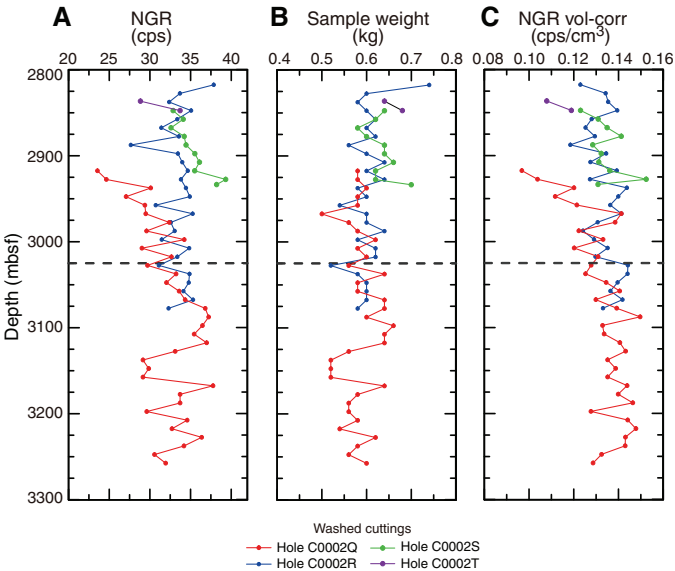 A
NGR
(cps)
B
Sample weight
(kg)
C
NGR vol-corr
(cps/cm3)
20 25 30 35 40
0.4 0.5 0.6 0.7 0.8
0.08 0.10 0.12 0.14 0.16
2800
2900
3000
3100
3200
3300
Depth (mbsf)
Washed cuttings
Hole C0002Q
Hole C0002S
Hole C0002R
Hole C0002T